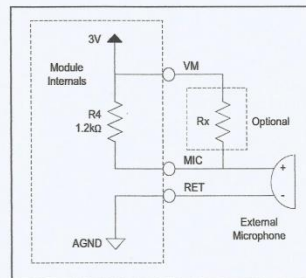 3V
VM
Module
Internals
R4
1.2kΩ
Rx
Optional
MIC
+
RET
-
AGND
External
Microphone